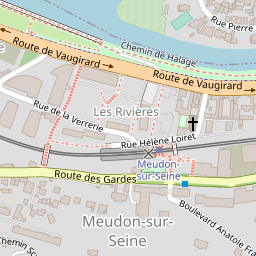 Rue Pierre
Chemin de Halage
e
Route de Vaugirard
Route de Vaugirard
Les Rivières
Rue de la Verrerie
Rue Hélène Loiret
Meudon-
sur-Seine
Route des Gardes
Meudon-sur-
Seine
Boulevard Anatole Fra
Chemin Sc